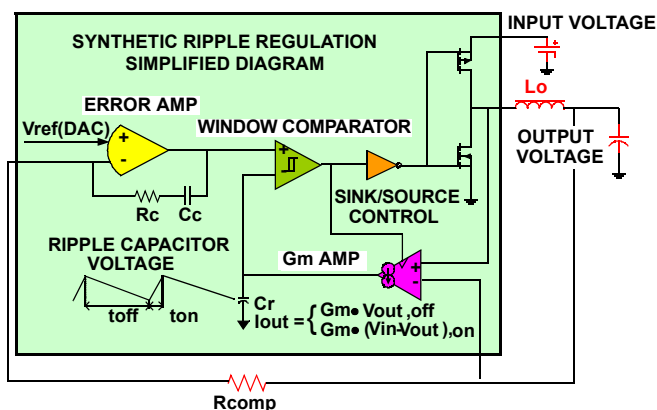 SYNTHETIC RIPPLE REGULATION
SIMPLIFIED DIAGRAM
INPUT VOLTAGE
+
Lo
ERROR AMP
Vref(DAC)
+
-
WINDOW COMPARATOR
+
-
OUTPUT
VOLTAGE
Rc
Cc
SINK/SOURCE
CONTROL
RIPPLE CAPACITOR
VOLTAGE
Gm AMP
+
-
toff
ton
Cr
Iout = { Gm• Vout ,off
Gm• (Vin-Vout ),on
Rcomp